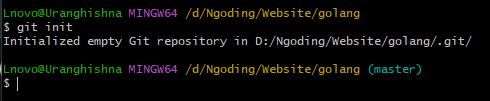 Lnovo@Uranghishna MINGW64 /d/Ngoding/Website/golang
$ git init
Initialized empty Git repository in D:/Ngoding/Website/golang/.git/
Lnovo@Uranghishna MINGW64 /d/Ngoding/Website/golang (master)
$